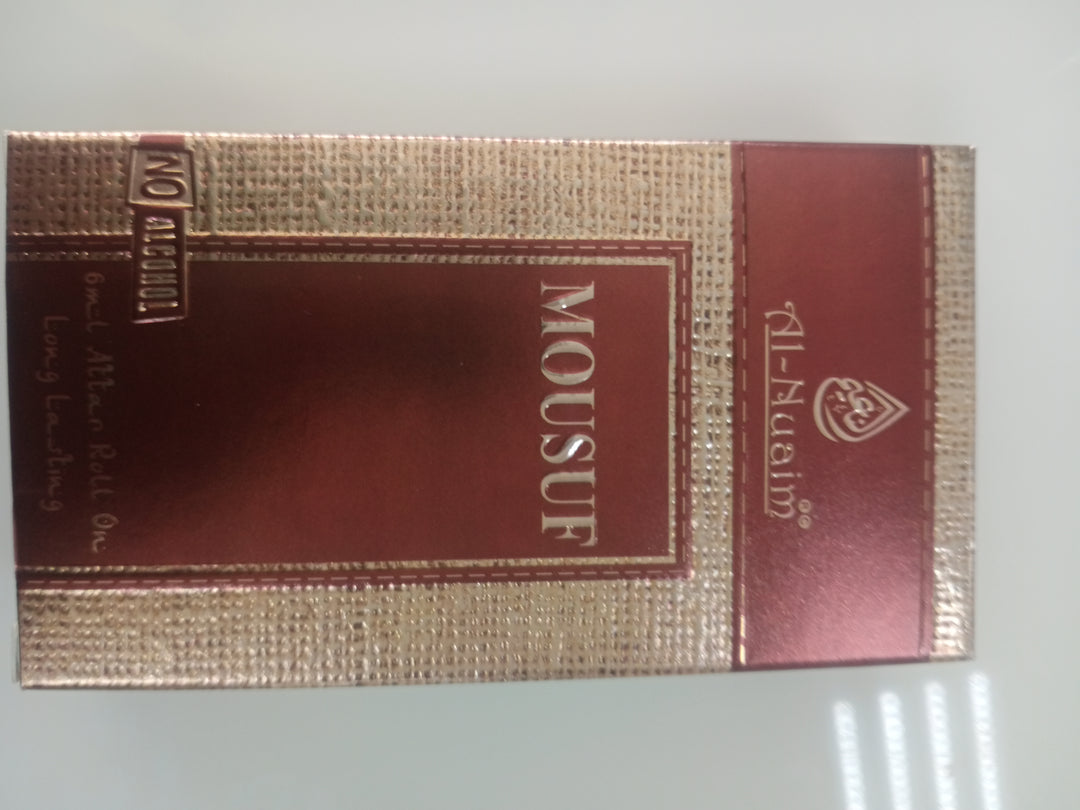 Al-Nuaim
MOUSUF
NO ALCOHOL
6ml Attar Roll On
Long Lasting